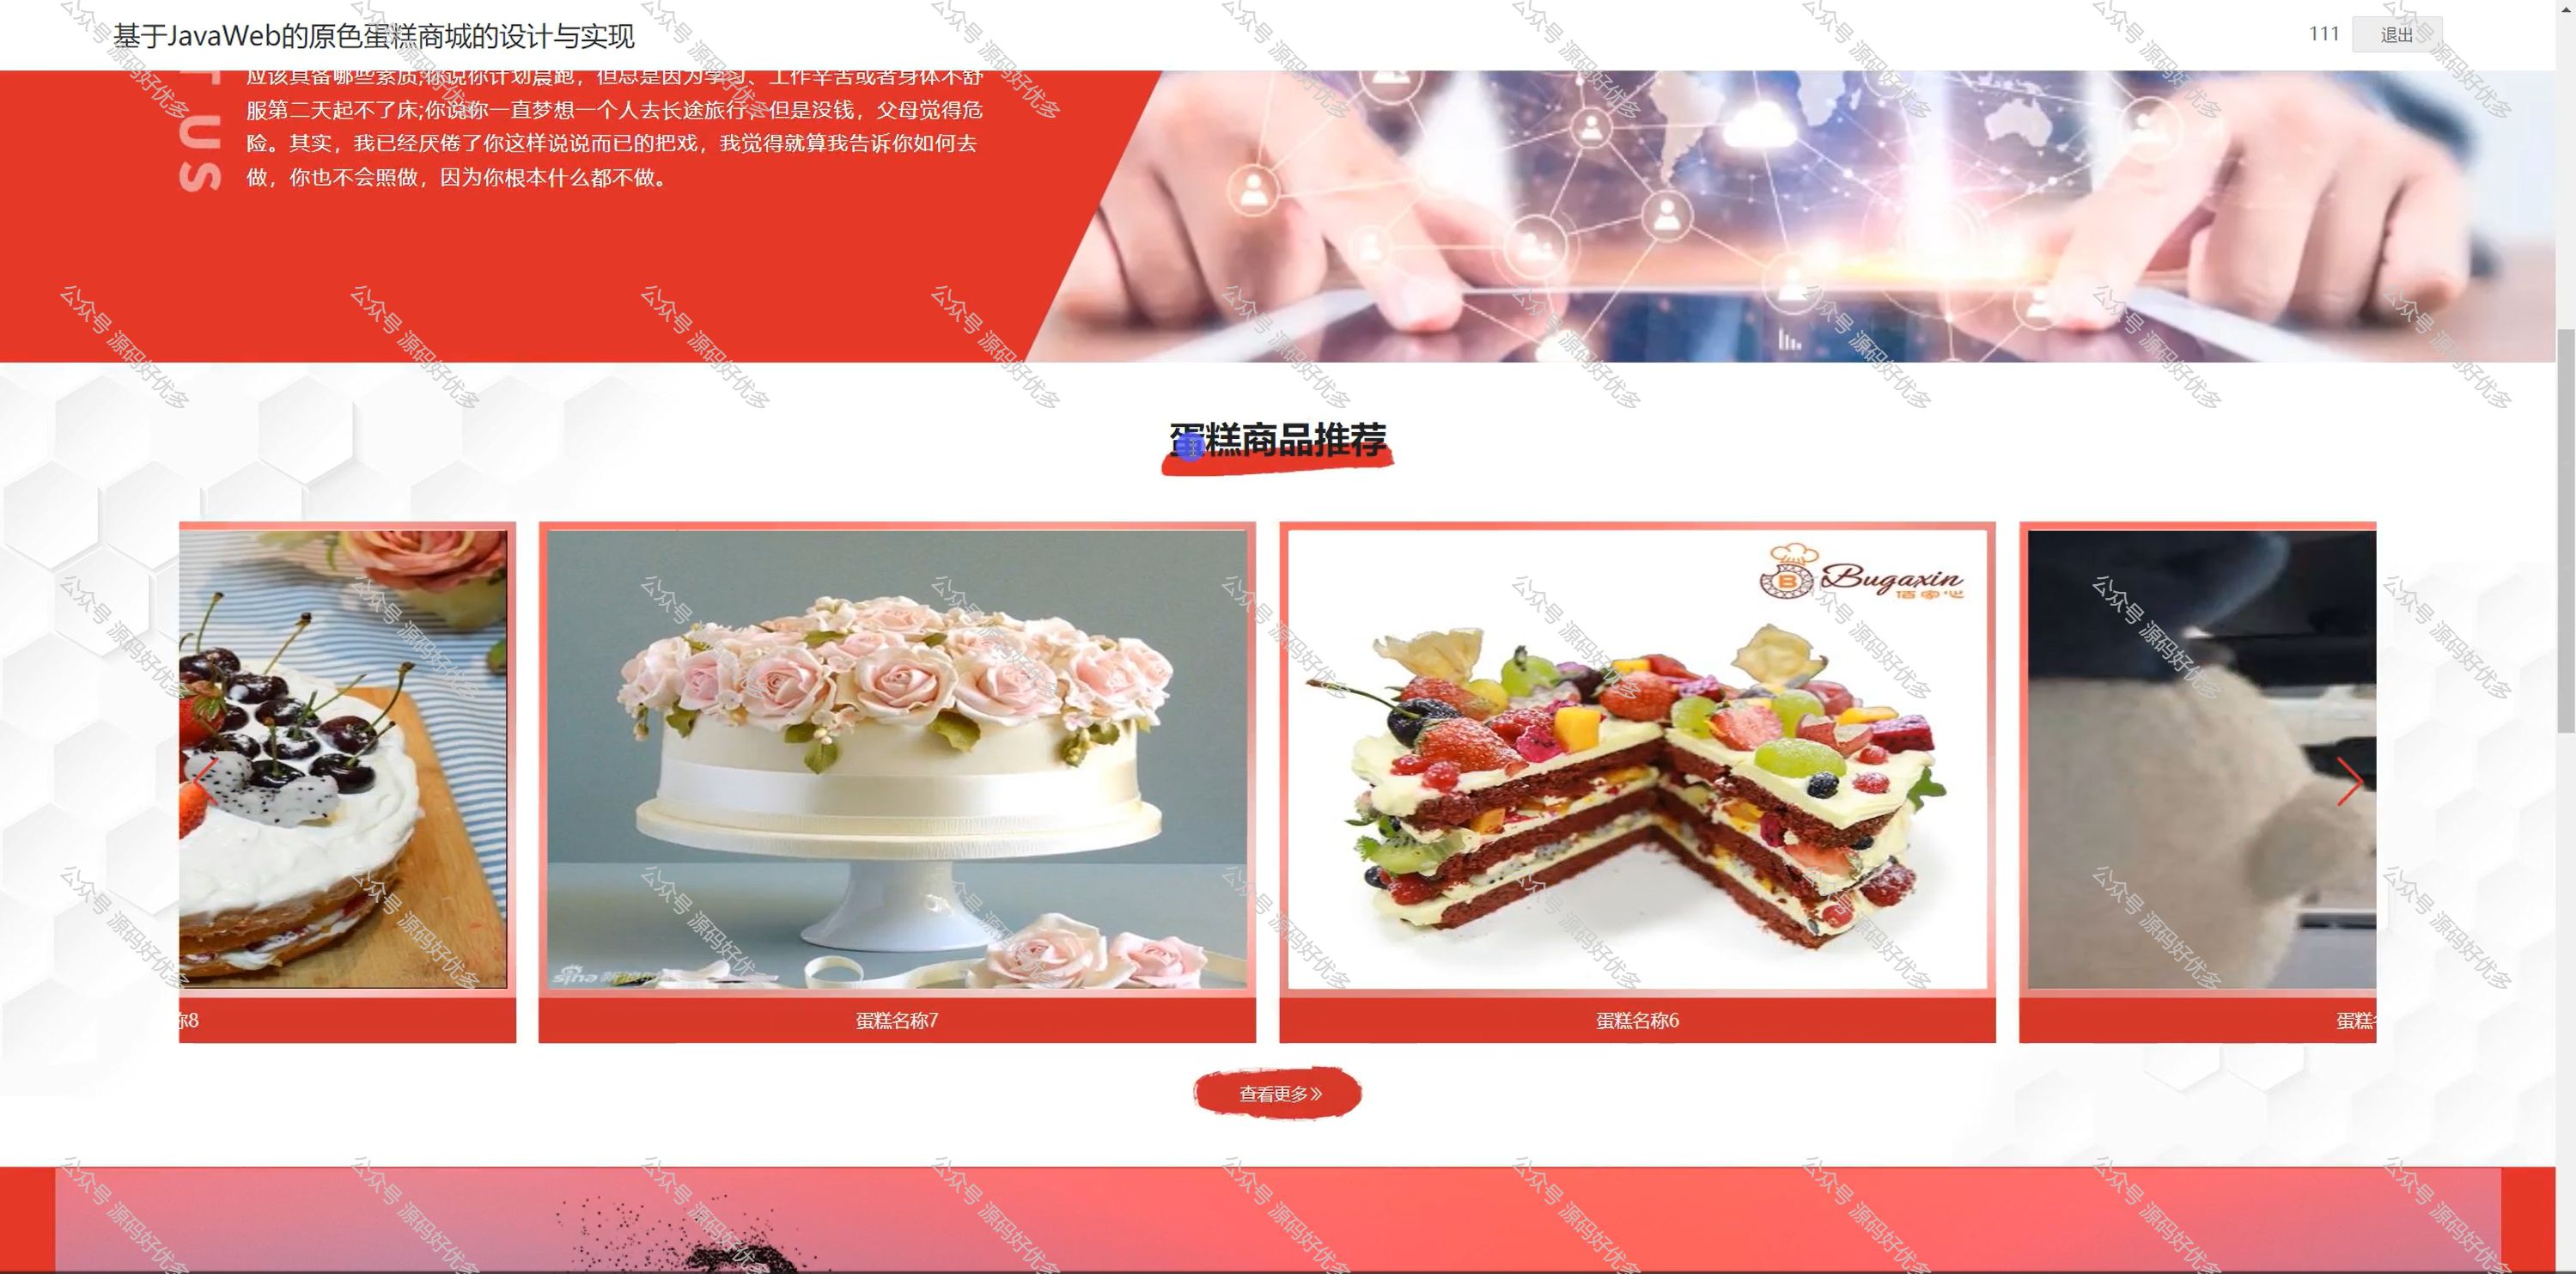 基于JavaWeb的原色蛋糕商城的设计与实现
111
退出
TUS
应该具备哪些素质;你说你计划晨跑，但总是因为学习、工作辛苦或者身体不舒
服第二天起不了床;你说你一直梦想一个人去长途旅行，但是没钱，父母觉得危
险。其实，我已经厌倦了你这样说说而已的把戏，我觉得就算我告诉你如何去
做，你也不会照做，因为你根本什么都不做。
蛋糕商品推荐
Bugaxin
sina
称8
蛋糕名称7
蛋糕名称6
蛋糕
查看更多》
公众号 源码好优多